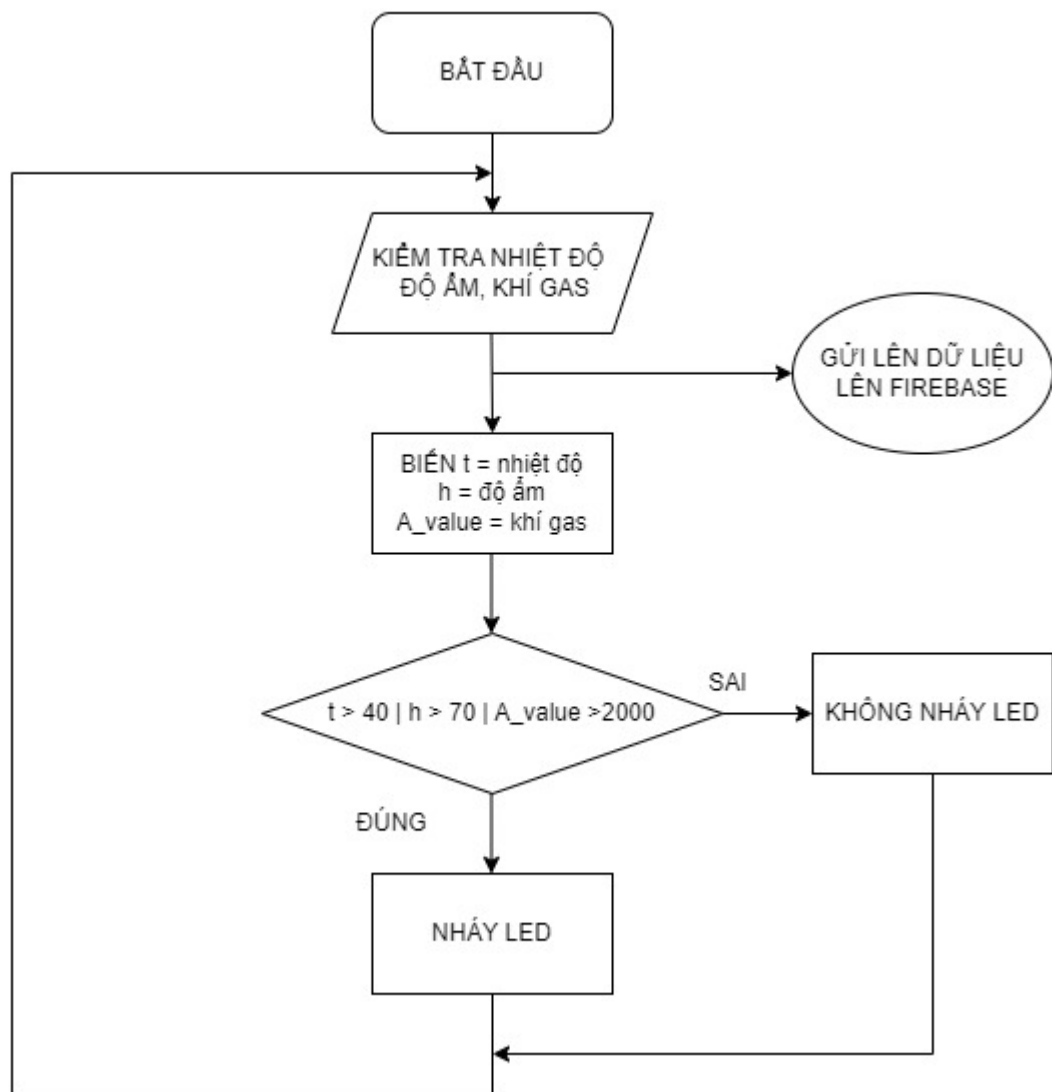 BẮT ĐẦU
KIỂM TRA NHIỆT ĐỘ
ĐỘ ẨM, KHÍ GAS
GỬI LÊN DỮ LIỆU
LÊN FIREBASE
BIẾN t = nhiệt độ
h = độ ẩm
A_value = khí gas
t > 40 | h > 70 | A_value >2000
SAI
KHÔNG NHÁY LED
ĐÚNG
NHÁY LED